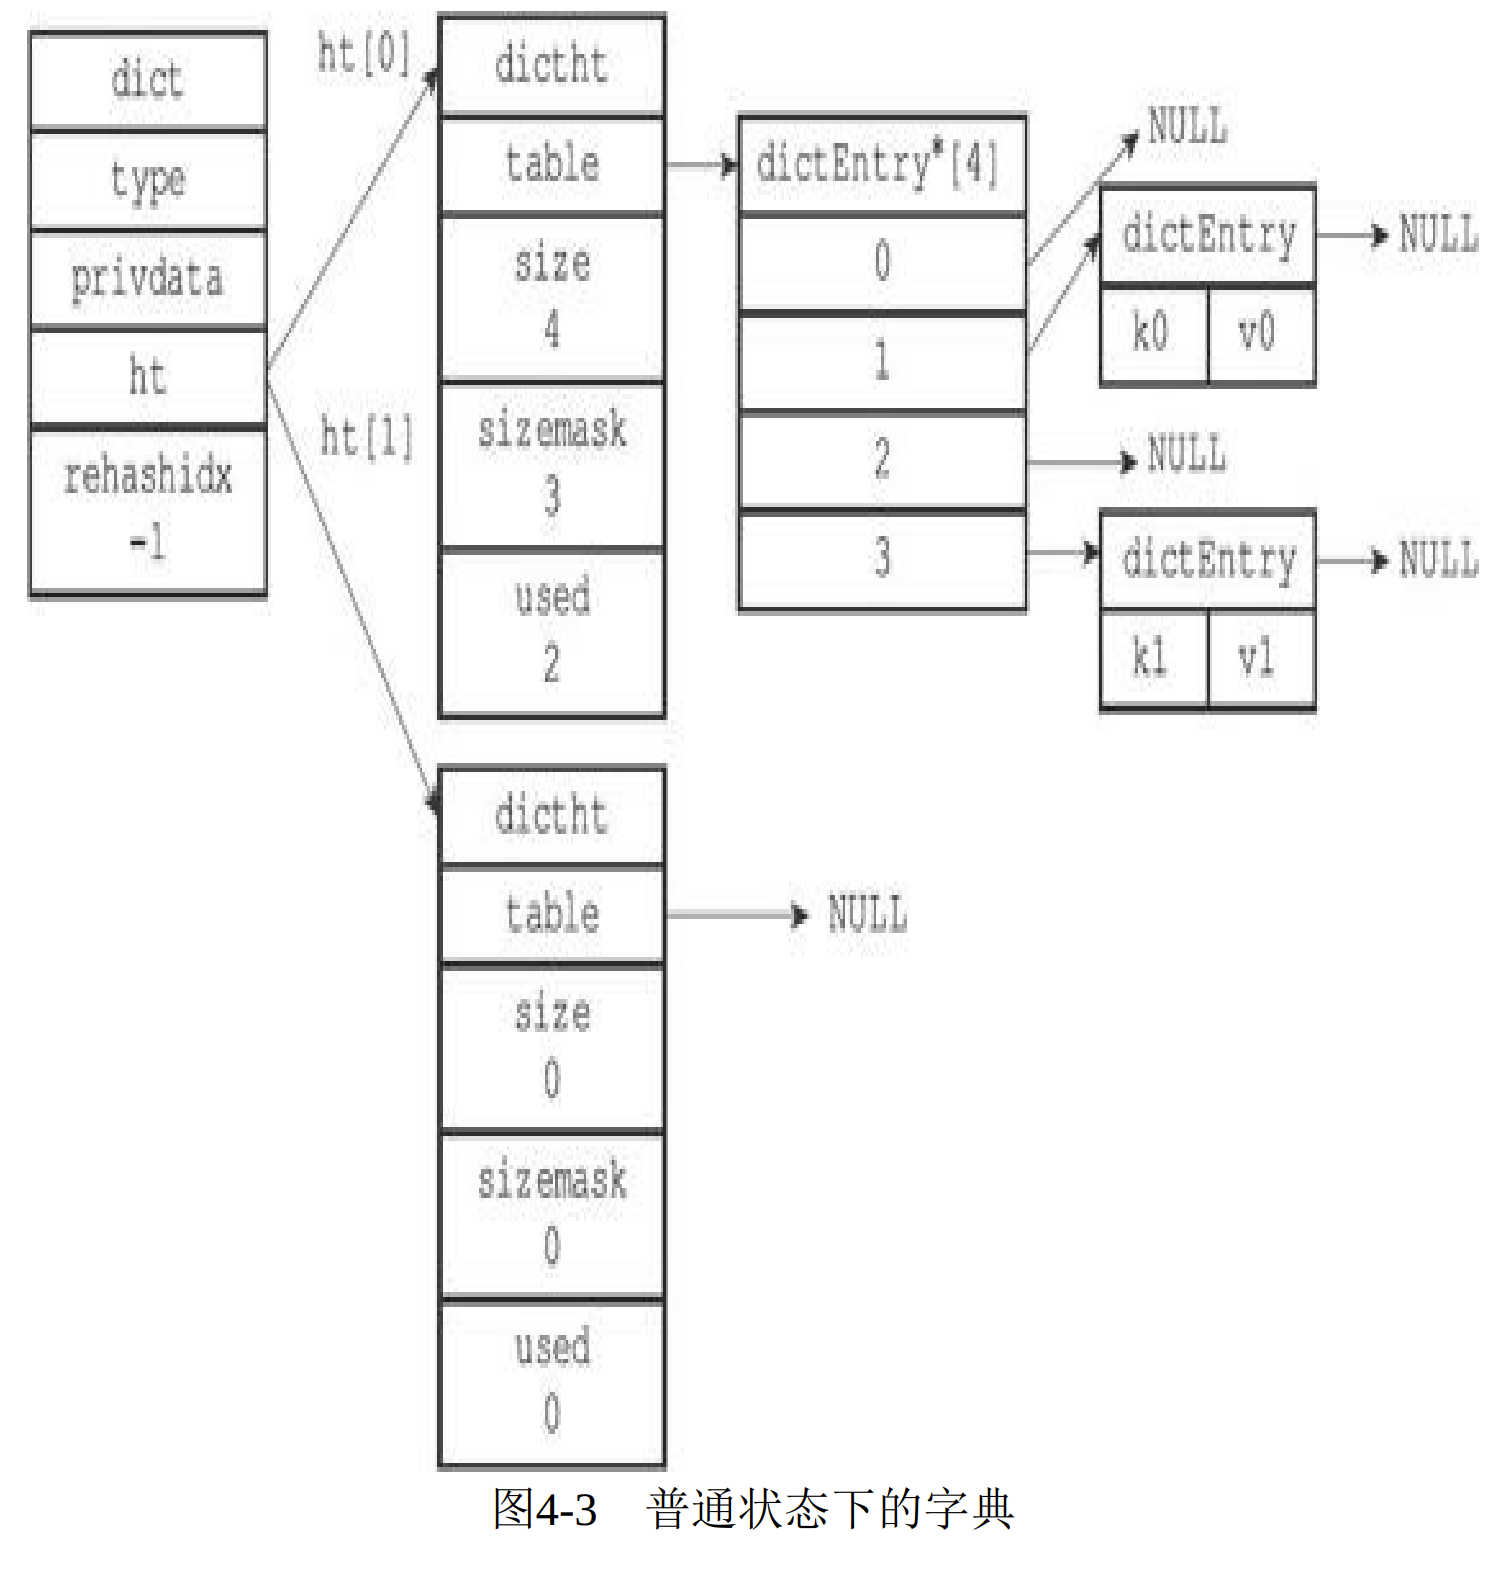 dict
type
privdata
ht
rehashidx
-1
ht[0]
ht[1]
dictht
table
size
4
sizemask
3
used
2
dictEntry*[4]
0
1
2
3
NULL
dictEntry
k0 v0
NULL
NULL
dictEntry
k1 v1
NULL
dictht
table
NULL
size
0
sizemask
0
used
0
图4-3 普通状态下的字典